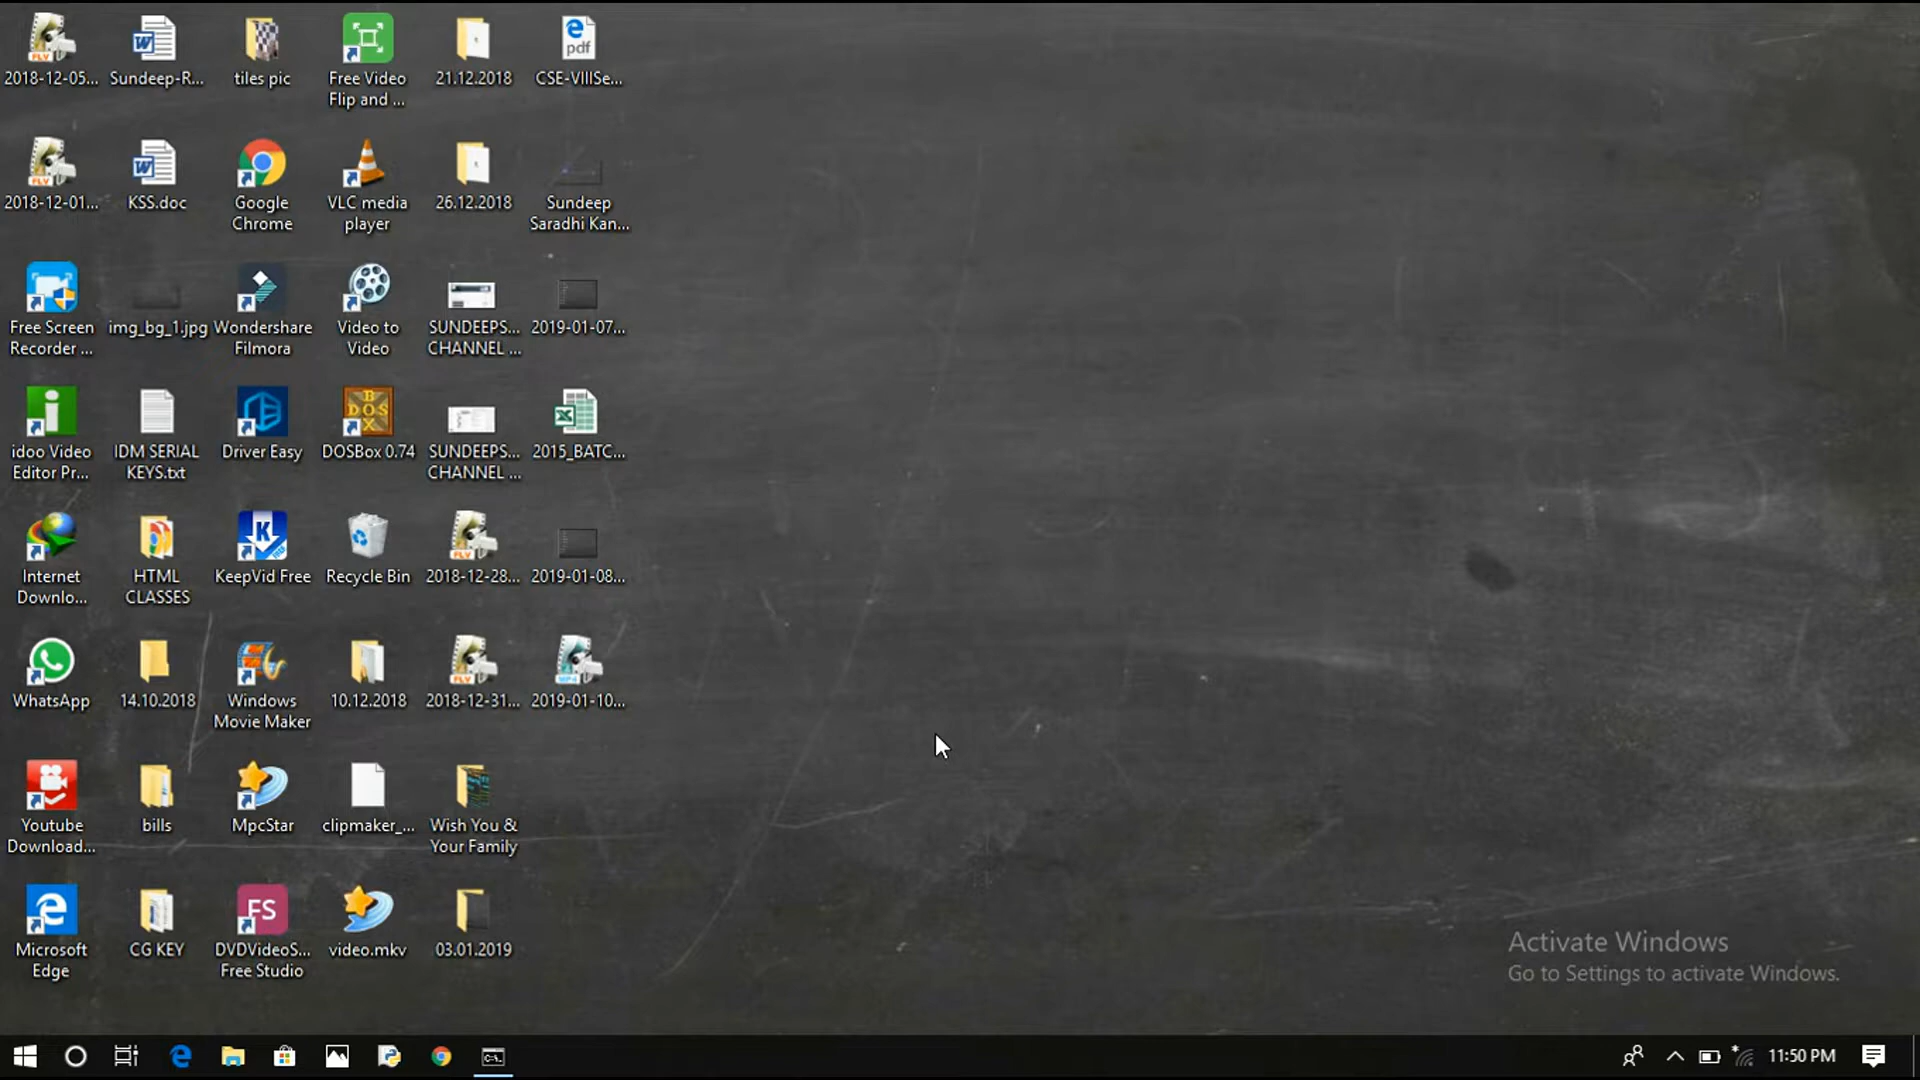 2018-12-05...
Sundeep-R...
tiles pic
Free Video
Flip and ...
21.12.2018
CSE-VIIISe...
2018-12-01...
KSS.doc
Google
Chrome
VLC media
player
26.12.2018
Sundeep
Saradhi Kan...
Free Screen
Recorder ...
img_bg_1.jpg
Wondershare
Filmora
Video to
Video
SUNDEEPS...
CHANNEL ...
2019-01-07...
idoo Video
Editor Pr...
IDM SERIAL
KEYS.txt
Driver Easy
DOSBox 0.74
SUNDEEPS...
CHANNEL ...
2015_BATC...
Internet
Downlo...
HTML
CLASSES
KeepVid Free
Recycle Bin
2018-12-28...
2019-01-08...
WhatsApp
14.10.2018
Windows
Movie Maker
10.12.2018
2018-12-31...
2019-01-10...
Youtube
Download...
bills
MpcStar
clipmaker_...
Wish You &
Your Family
Microsoft
Edge
CG KEY
DVDVideoS...
Free Studio
video.mkv
03.01.2019
Activate Windows
Go to Settings to activate Windows.
11:50 PM